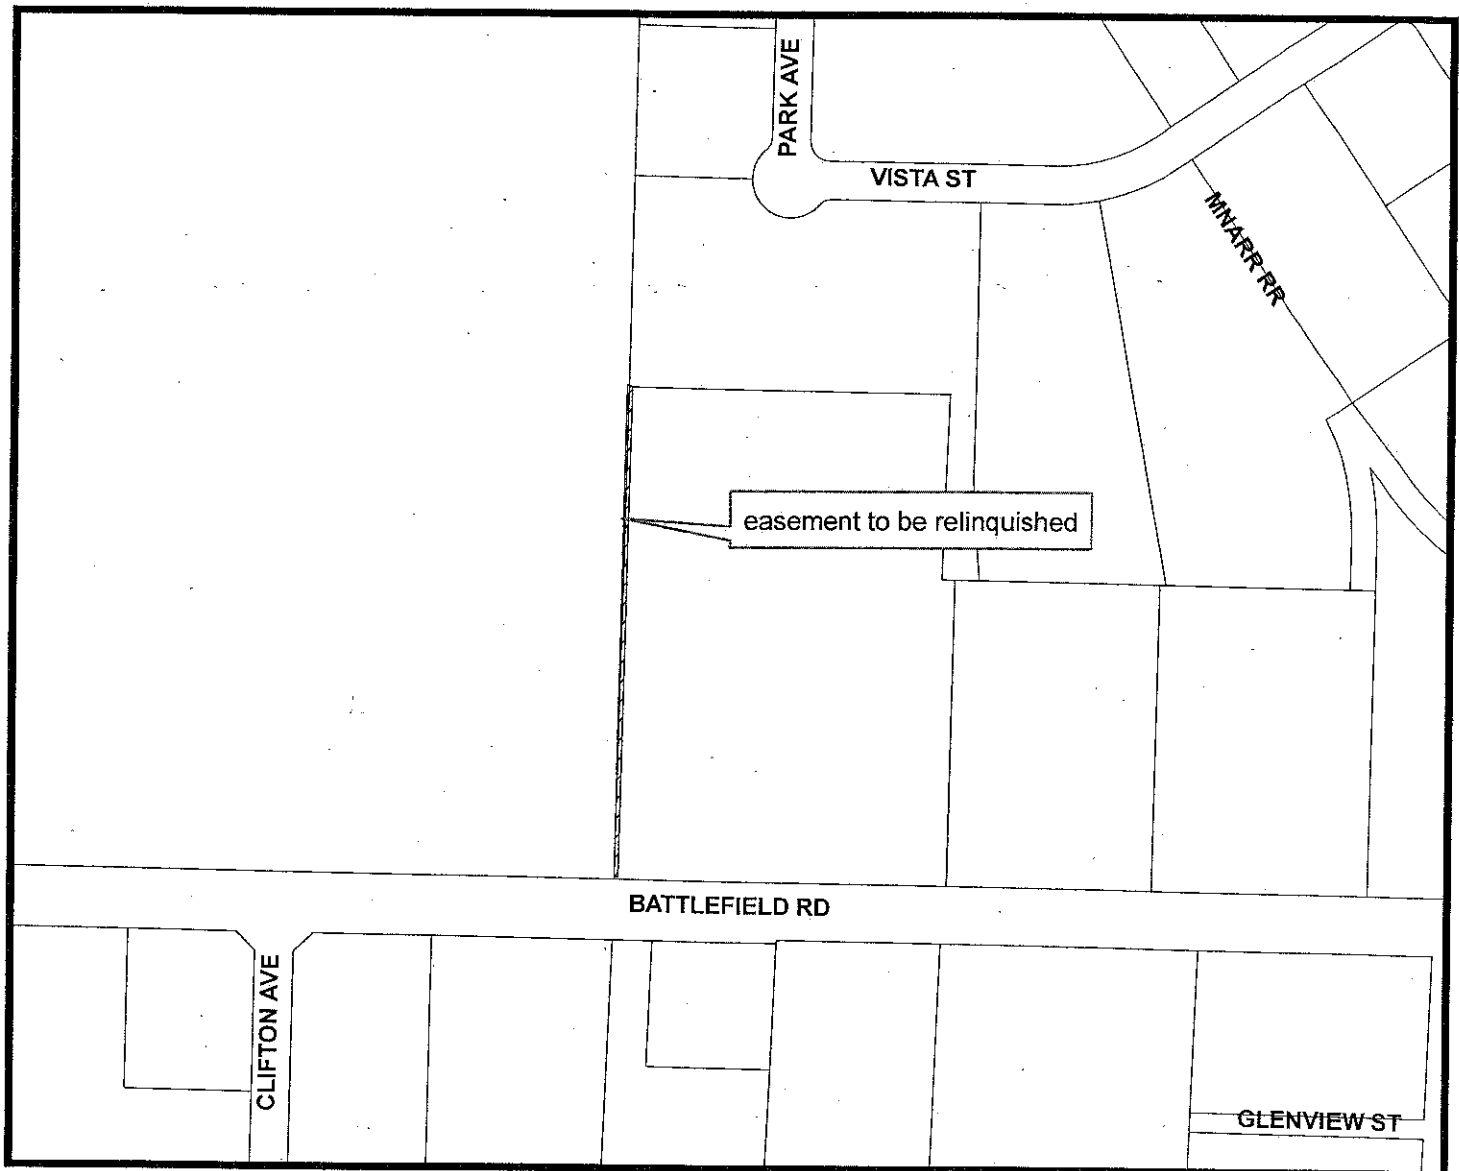 PARK AVE
VISTA ST
MNARR RR
easement to be relinquished
BATTLEFIELD RD
CLIFTON AVE
GLENVIEW ST